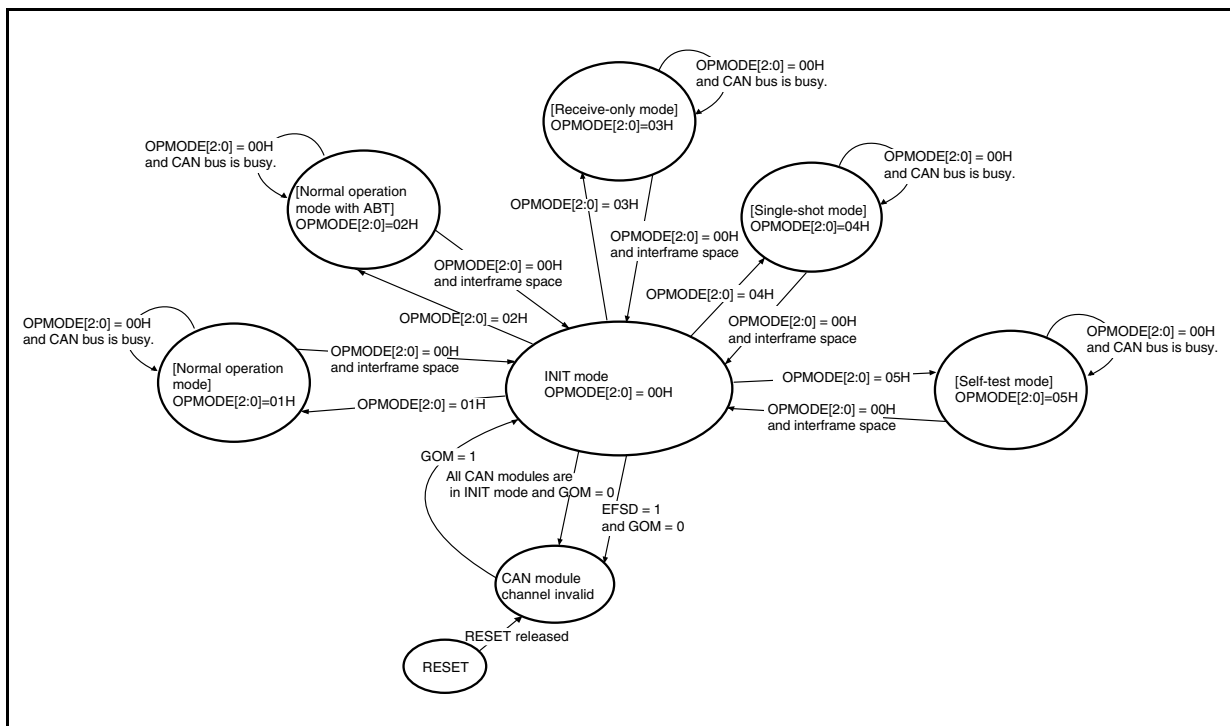 OPMODE[2:0] = 00H
and CAN bus is busy.
[Receive-only mode]
OPMODE[2:0]=03H
OPMODE[2:0] = 00H
and CAN bus is busy.
[Normal operation
mode with ABT]
OPMODE[2:0]=02H
OPMODE[2:0] = 00H
and CAN bus is busy.
[Single-shot mode]
OPMODE[2:0]=04H
OPMODE[2:0] = 03H
OPMODE[2:0] = 00H
and interframe space
OPMODE[2:0] = 00H
and interframe space
OPMODE[2:0] = 04H
OPMODE[2:0] = 02H
OPMODE[2:0] = 00H
and interframe space
OPMODE[2:0] = 00H
and CAN bus is busy.
[Normal operation
mode]
OPMODE[2:0]=01H
OPMODE[2:0] = 00H
and interframe space
OPMODE[2:0] = 01H
INIT mode
OPMODE[2:0] = 00H
OPMODE[2:0] = 05H
OPMODE[2:0] = 00H
and interframe space
OPMODE[2:0] = 00H
and CAN bus is busy.
[Self-test mode]
OPMODE[2:0]=05H
GOM = 1
All CAN modules are
in INIT mode and GOM = 0
EFSD = 1
and GOM = 0
CAN module
channel invalid
RESET released
RESET